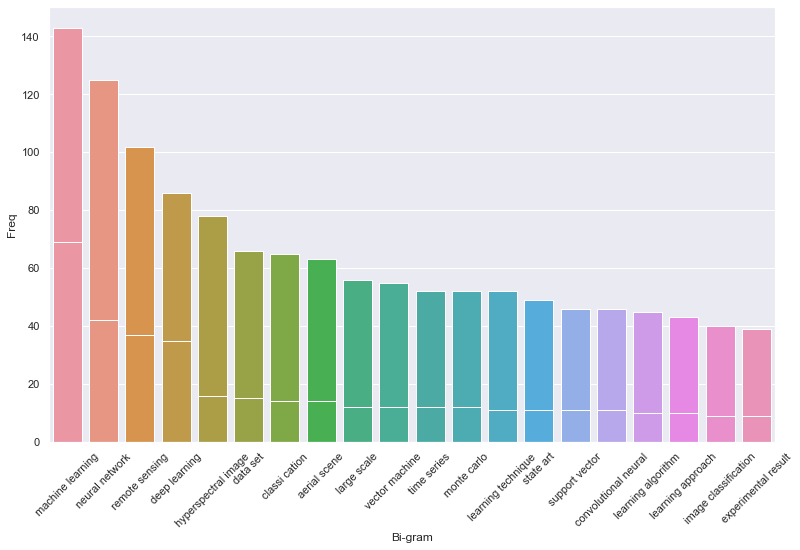 140
120
100
80
60
40
20
0
Freq
machine learning
neural network
remote sensing
deep learning
hyperspectral image
data set
classi cation
aerial scene
large scale
vector machine
time series
monte carlo
learning technique
state art
support vector
convolutional neural
learning algorithm
learning approach
image classification
experimental result
Bi-gram